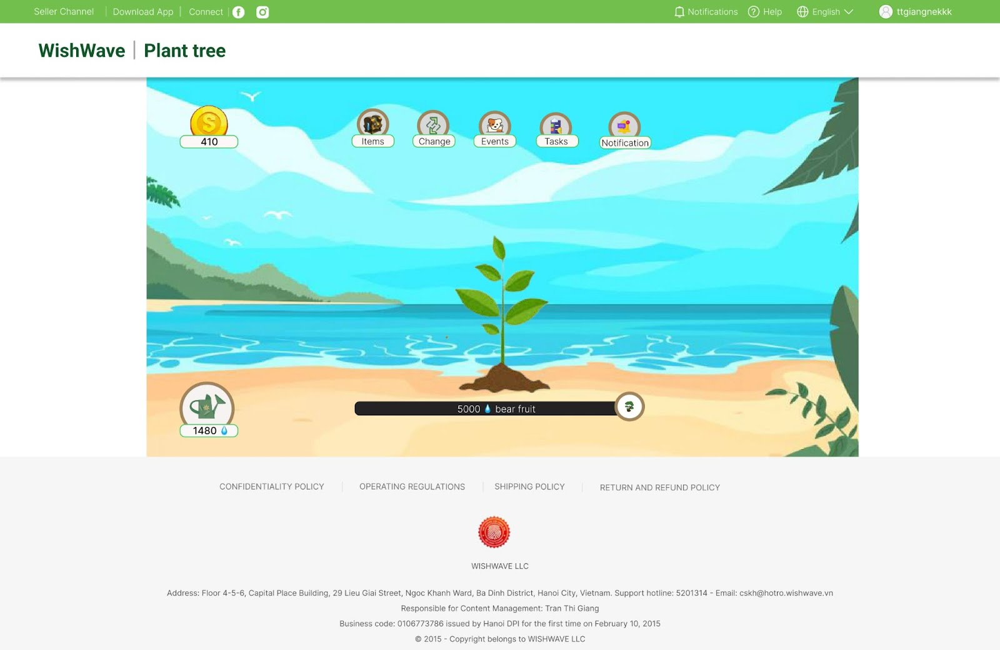 Seller Channel | Download App | Connect | Notifications Help English ttgiangnekkk
WishWave | Plant tree
S
410
Items
Change
Events
Tasks
Notification
5000 💧 bear fruit
1480 💧
CONFIDENTIALITY POLICY | OPERATING REGULATIONS | SHIPPING POLICY | RETURN AND REFUND POLICY
WISHWAVE LLC
Address: Floor 4-5-6, Capital Place Building, 29 Lieu Giai Street, Ngoc Khanh Ward, Ba Dinh District, Hanoi City, Vietnam. Support hotline: 5201314 - Email: cskh@hotro.wishwave.vn
Responsible for Content Management: Tran Thi Giang
Business code: 0106773786 issued by Hanoi DPI for the first time on February 10, 2015
© 2015 - Copyright belongs to WISHWAVE LLC